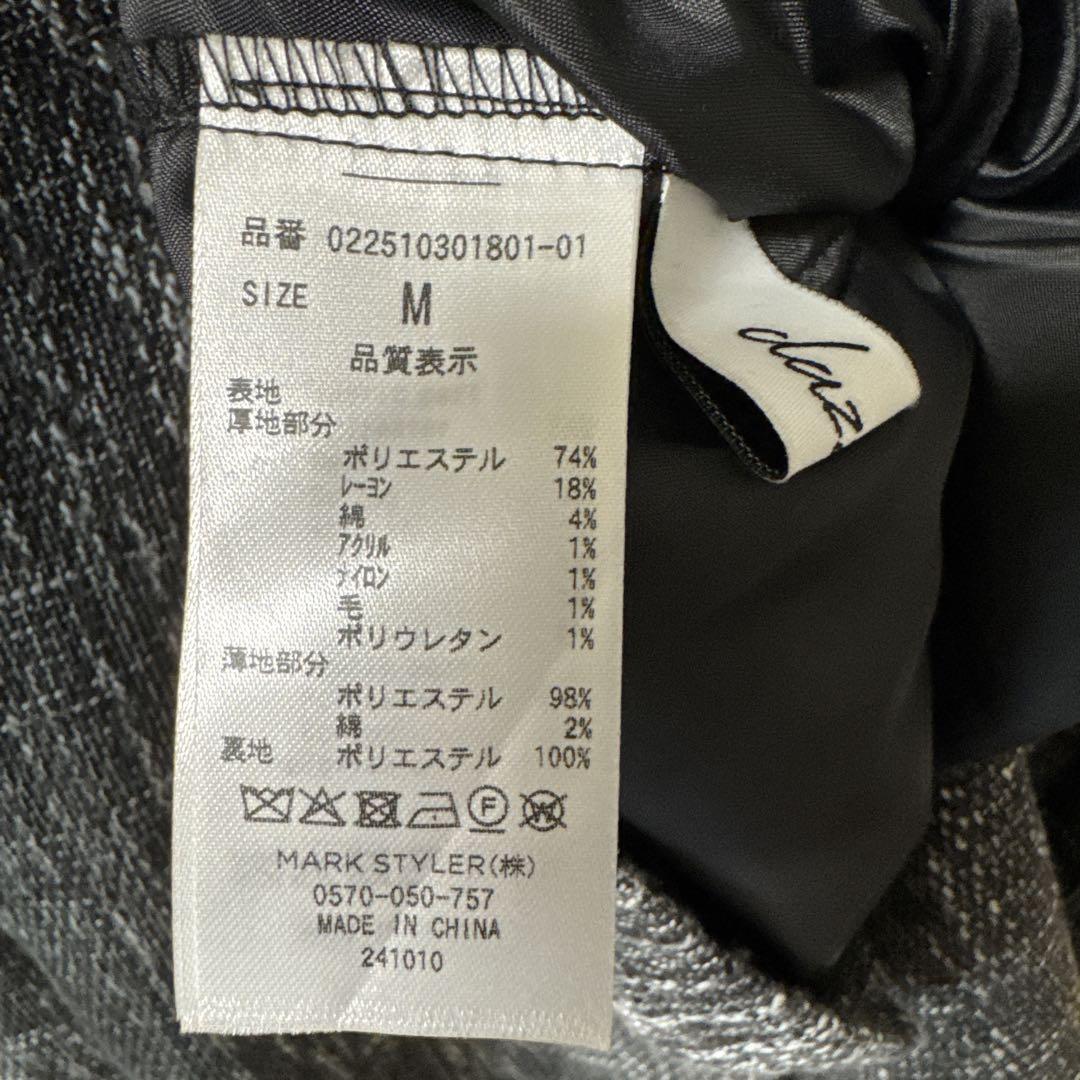 品番 022510301801-01
SIZE M
品質表示
表地
厚地部分
ポリエステル 74%
レーヨン 18%
綿 4%
アクリル 1%
ナイロン 1%
毛 1%
ポリウレタン 1%
薄地部分
ポリエステル 98%
綿 2%
裏地 ポリエステル 100%
F W
MARK STYLER(株)
0570-050-757
MADE IN CHINA
241010
daz